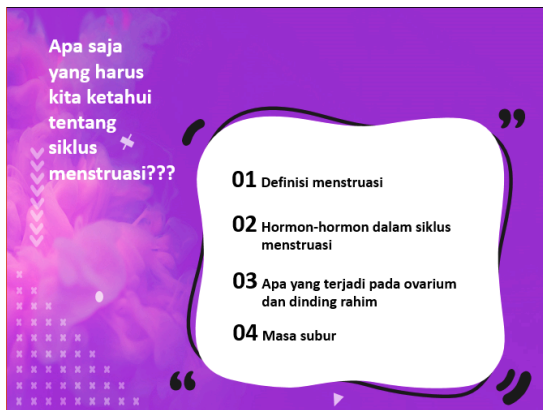 Apa saja
yang harus
kita ketahui
tentang
siklus
menstruasi???
01 Definisi menstruasi
02 Hormon-hormon dalam siklus
menstruasi
03 Apa yang terjadi pada ovarium
dan dinding rahim
04 Masa subur